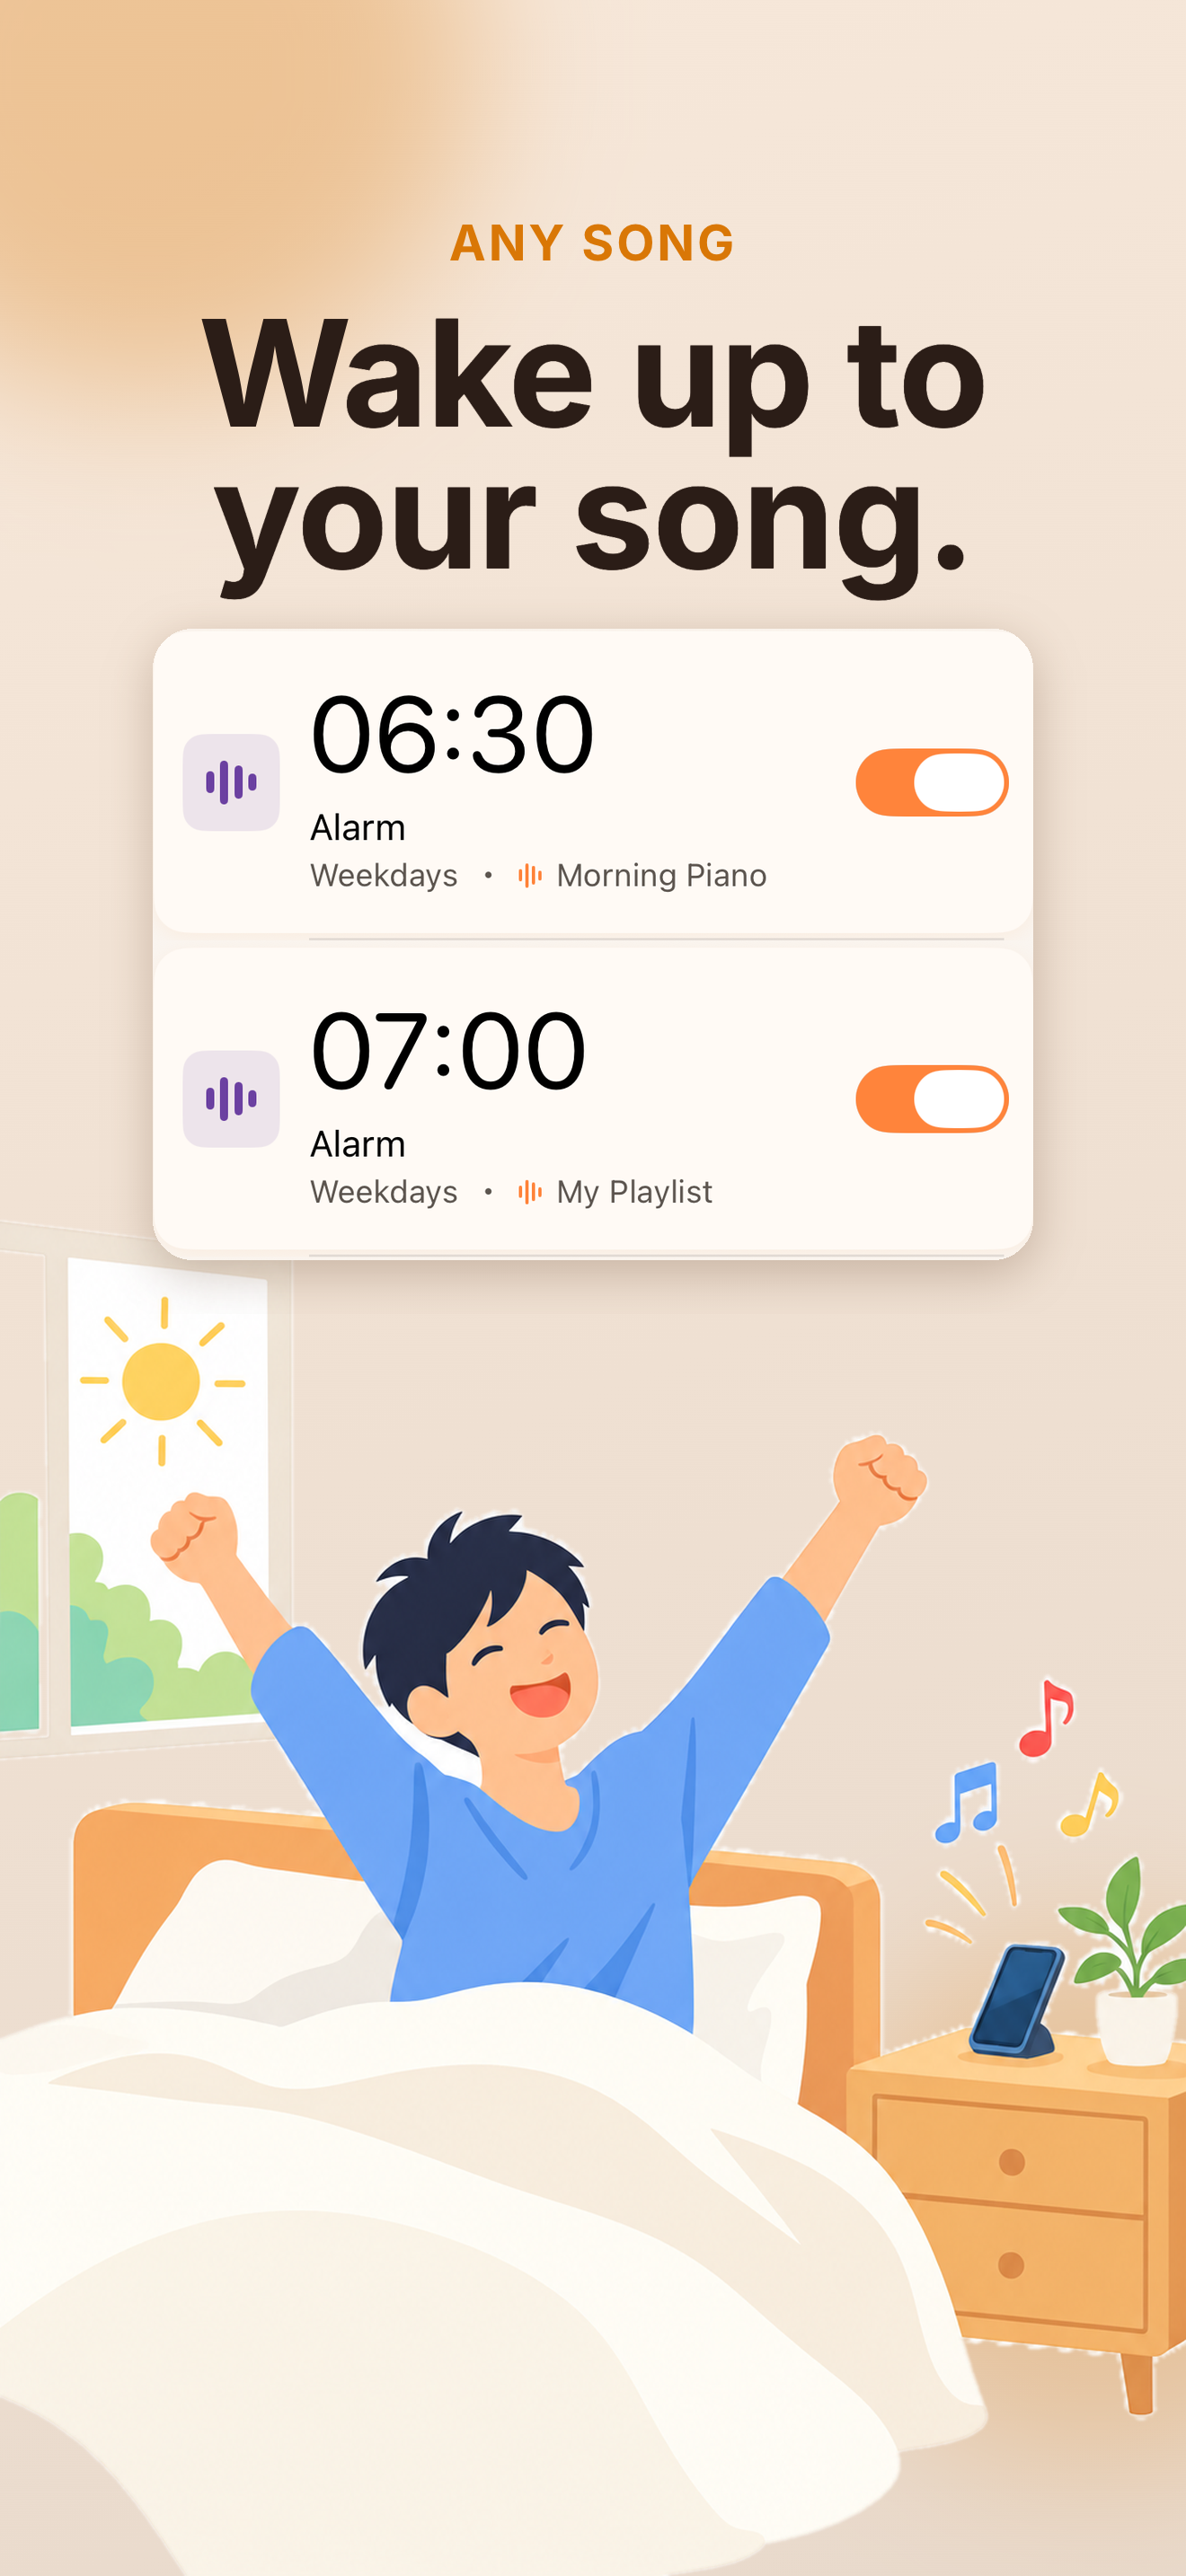 ANY SONG
Wake up to
your song.
06:30
Alarm
Weekdays • Morning Piano
07:00
Alarm
Weekdays • My Playlist